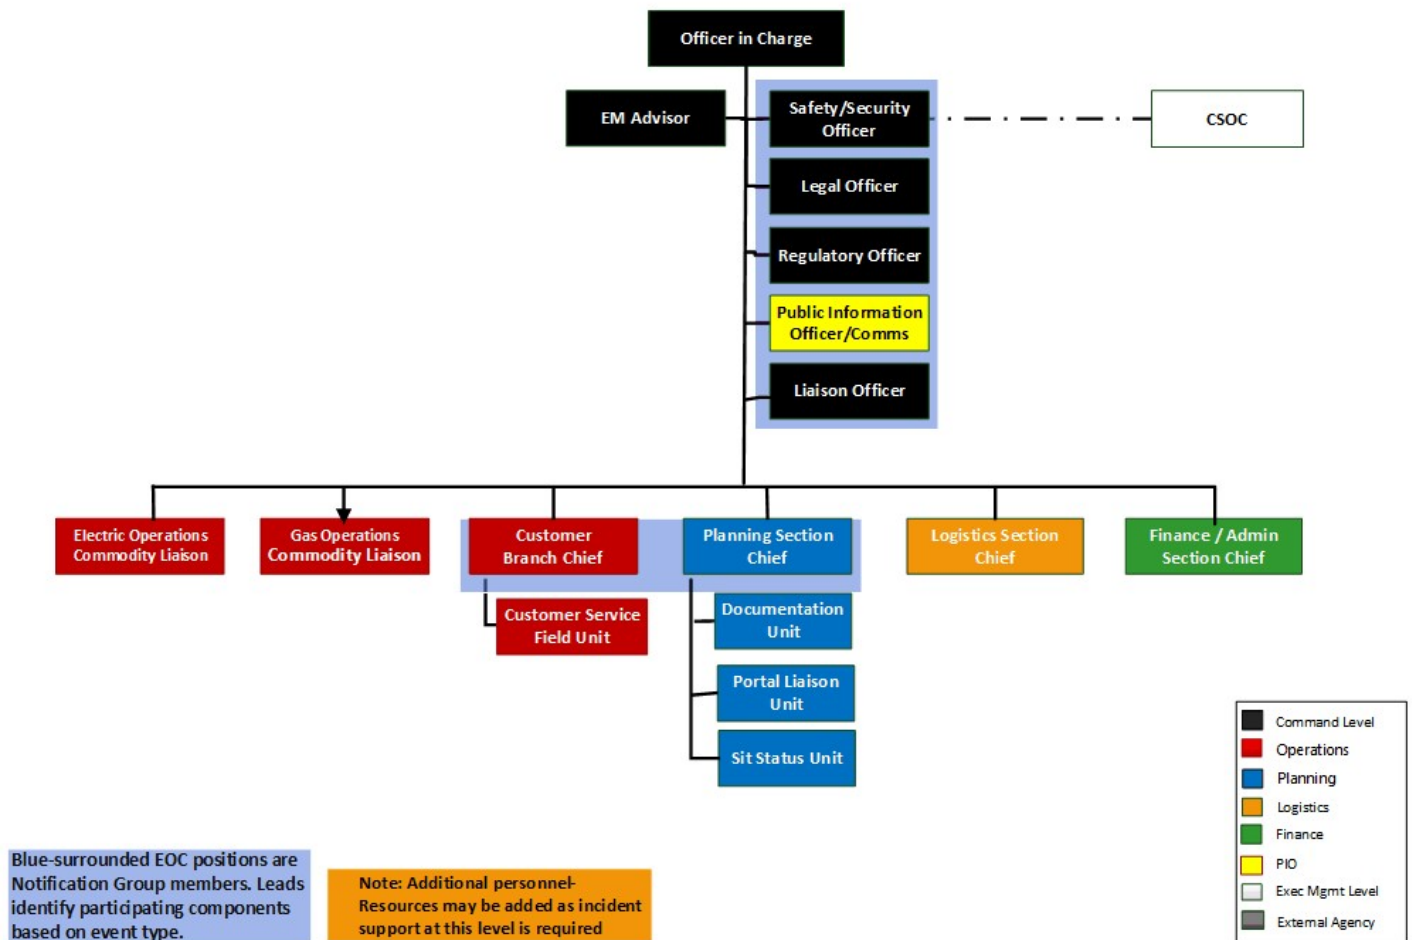 Officer in Charge
EM Advisor
Safety/Security
Officer
CSOC
Legal Officer
Regulatory Officer
Public Information
Officer/Comms
Liaison Officer
Electric Operations
Commodity Liaison
Gas Operations
Commodity Liaison
Customer
Branch Chief
Planning Section
Chief
Logistics Section
Chief
Finance / Admin
Section Chief
Customer Service
Field Unit
Documentation
Unit
Portal Liaison
Unit
Sit Status Unit
Command Level
Operations
Planning
Logistics
Finance
PIO
Exec Mgmt Level
External Agency
Blue-surrounded EOC positions are
Notification Group members. Leads
identify participating components
based on event type.
Note: Additional personnel-
Resources may be added as incident
support at this level is required